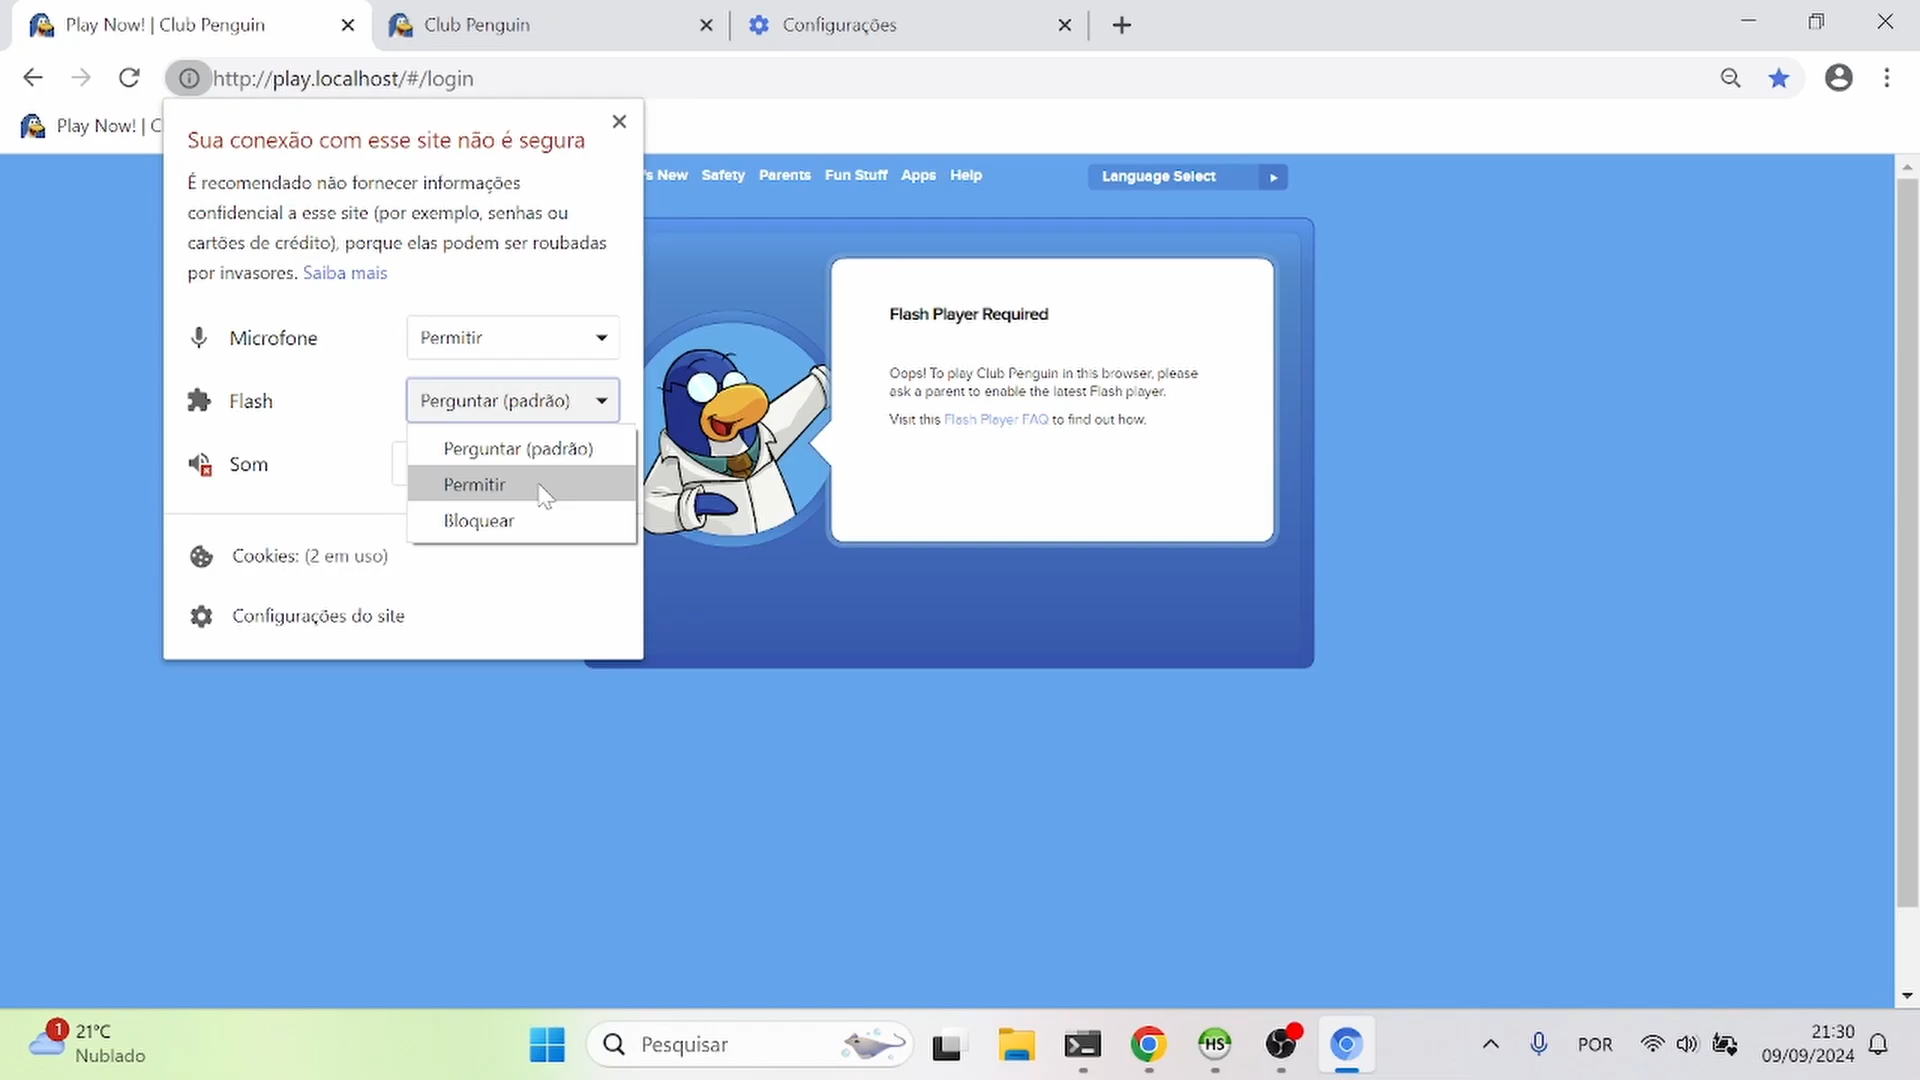 Play Now! | Club Penguin
Club Penguin
Configurações
http://play.localhost/#/login
Play Now! | C
Sua conexão com esse site não é segura
É recomendado não fornecer informações
confidencial a esse site (por exemplo, senhas ou
cartões de crédito), porque elas podem ser roubadas
por invasores. Saiba mais
Microfone
Permitir
Flash
Perguntar (padrão)
Perguntar (padrão)
Permitir
Bloquear
Som
Cookies: (2 em uso)
Configurações do site
's New Safety Parents Fun Stuff Apps Help
Language Select
Flash Player Required
Oops! To play Club Penguin in this browser, please
ask a parent to enable the latest Flash player.
Visit this Flash Player FAQ to find out how.
1
21°C
Nublado
Pesquisar
HS
POR
21:30
09/09/2024